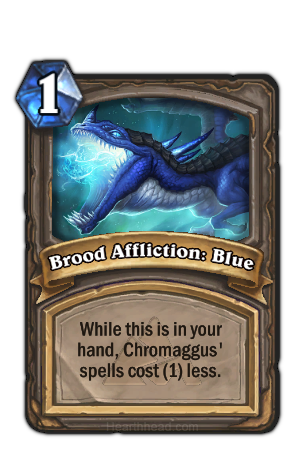 1
Brood Affliction: Blue
While this is in your
hand, Chromaggus'
spells cost (1) less.
Hearthhead.com